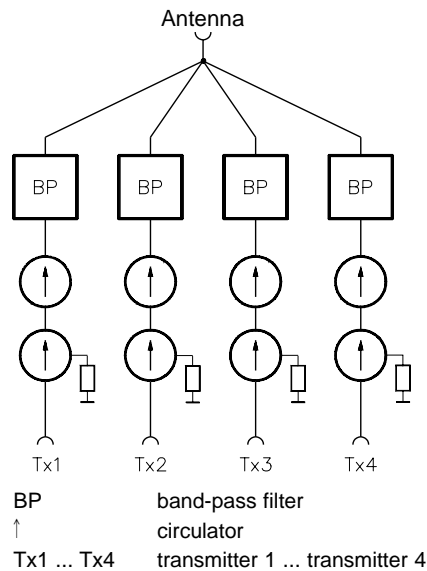 Antenna
BP BP BP BP
Tx1 Tx2 Tx3 Tx4
BP band-pass filter
↑ circulator
Tx1 ... Tx4 transmitter 1 ... transmitter 4